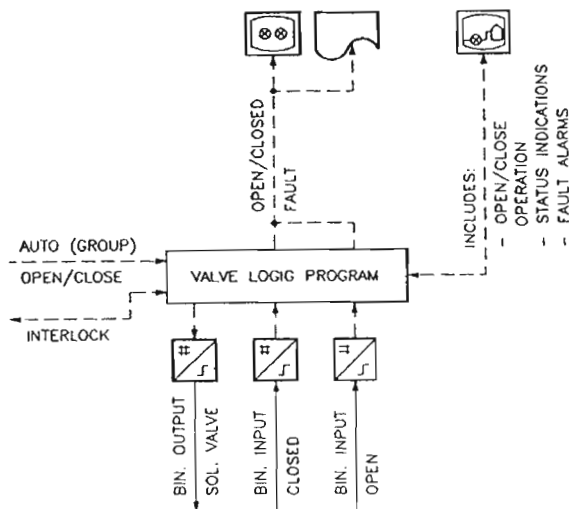 OPEN/CLOSED
FAULT
INCLUDES:
- OPEN/CLOSE
OPERATION
- STATUS INDICATIONS
- FAULT ALARMS
AUTO (GROUP)
OPEN/CLOSE
INTERLOCK
VALVE LOGIG PROGRAM
#
#
#
BIN. OUTPUT
SOL. VALVE
BIN. INPUT
CLOSED
BIN. INPUT
OPEN